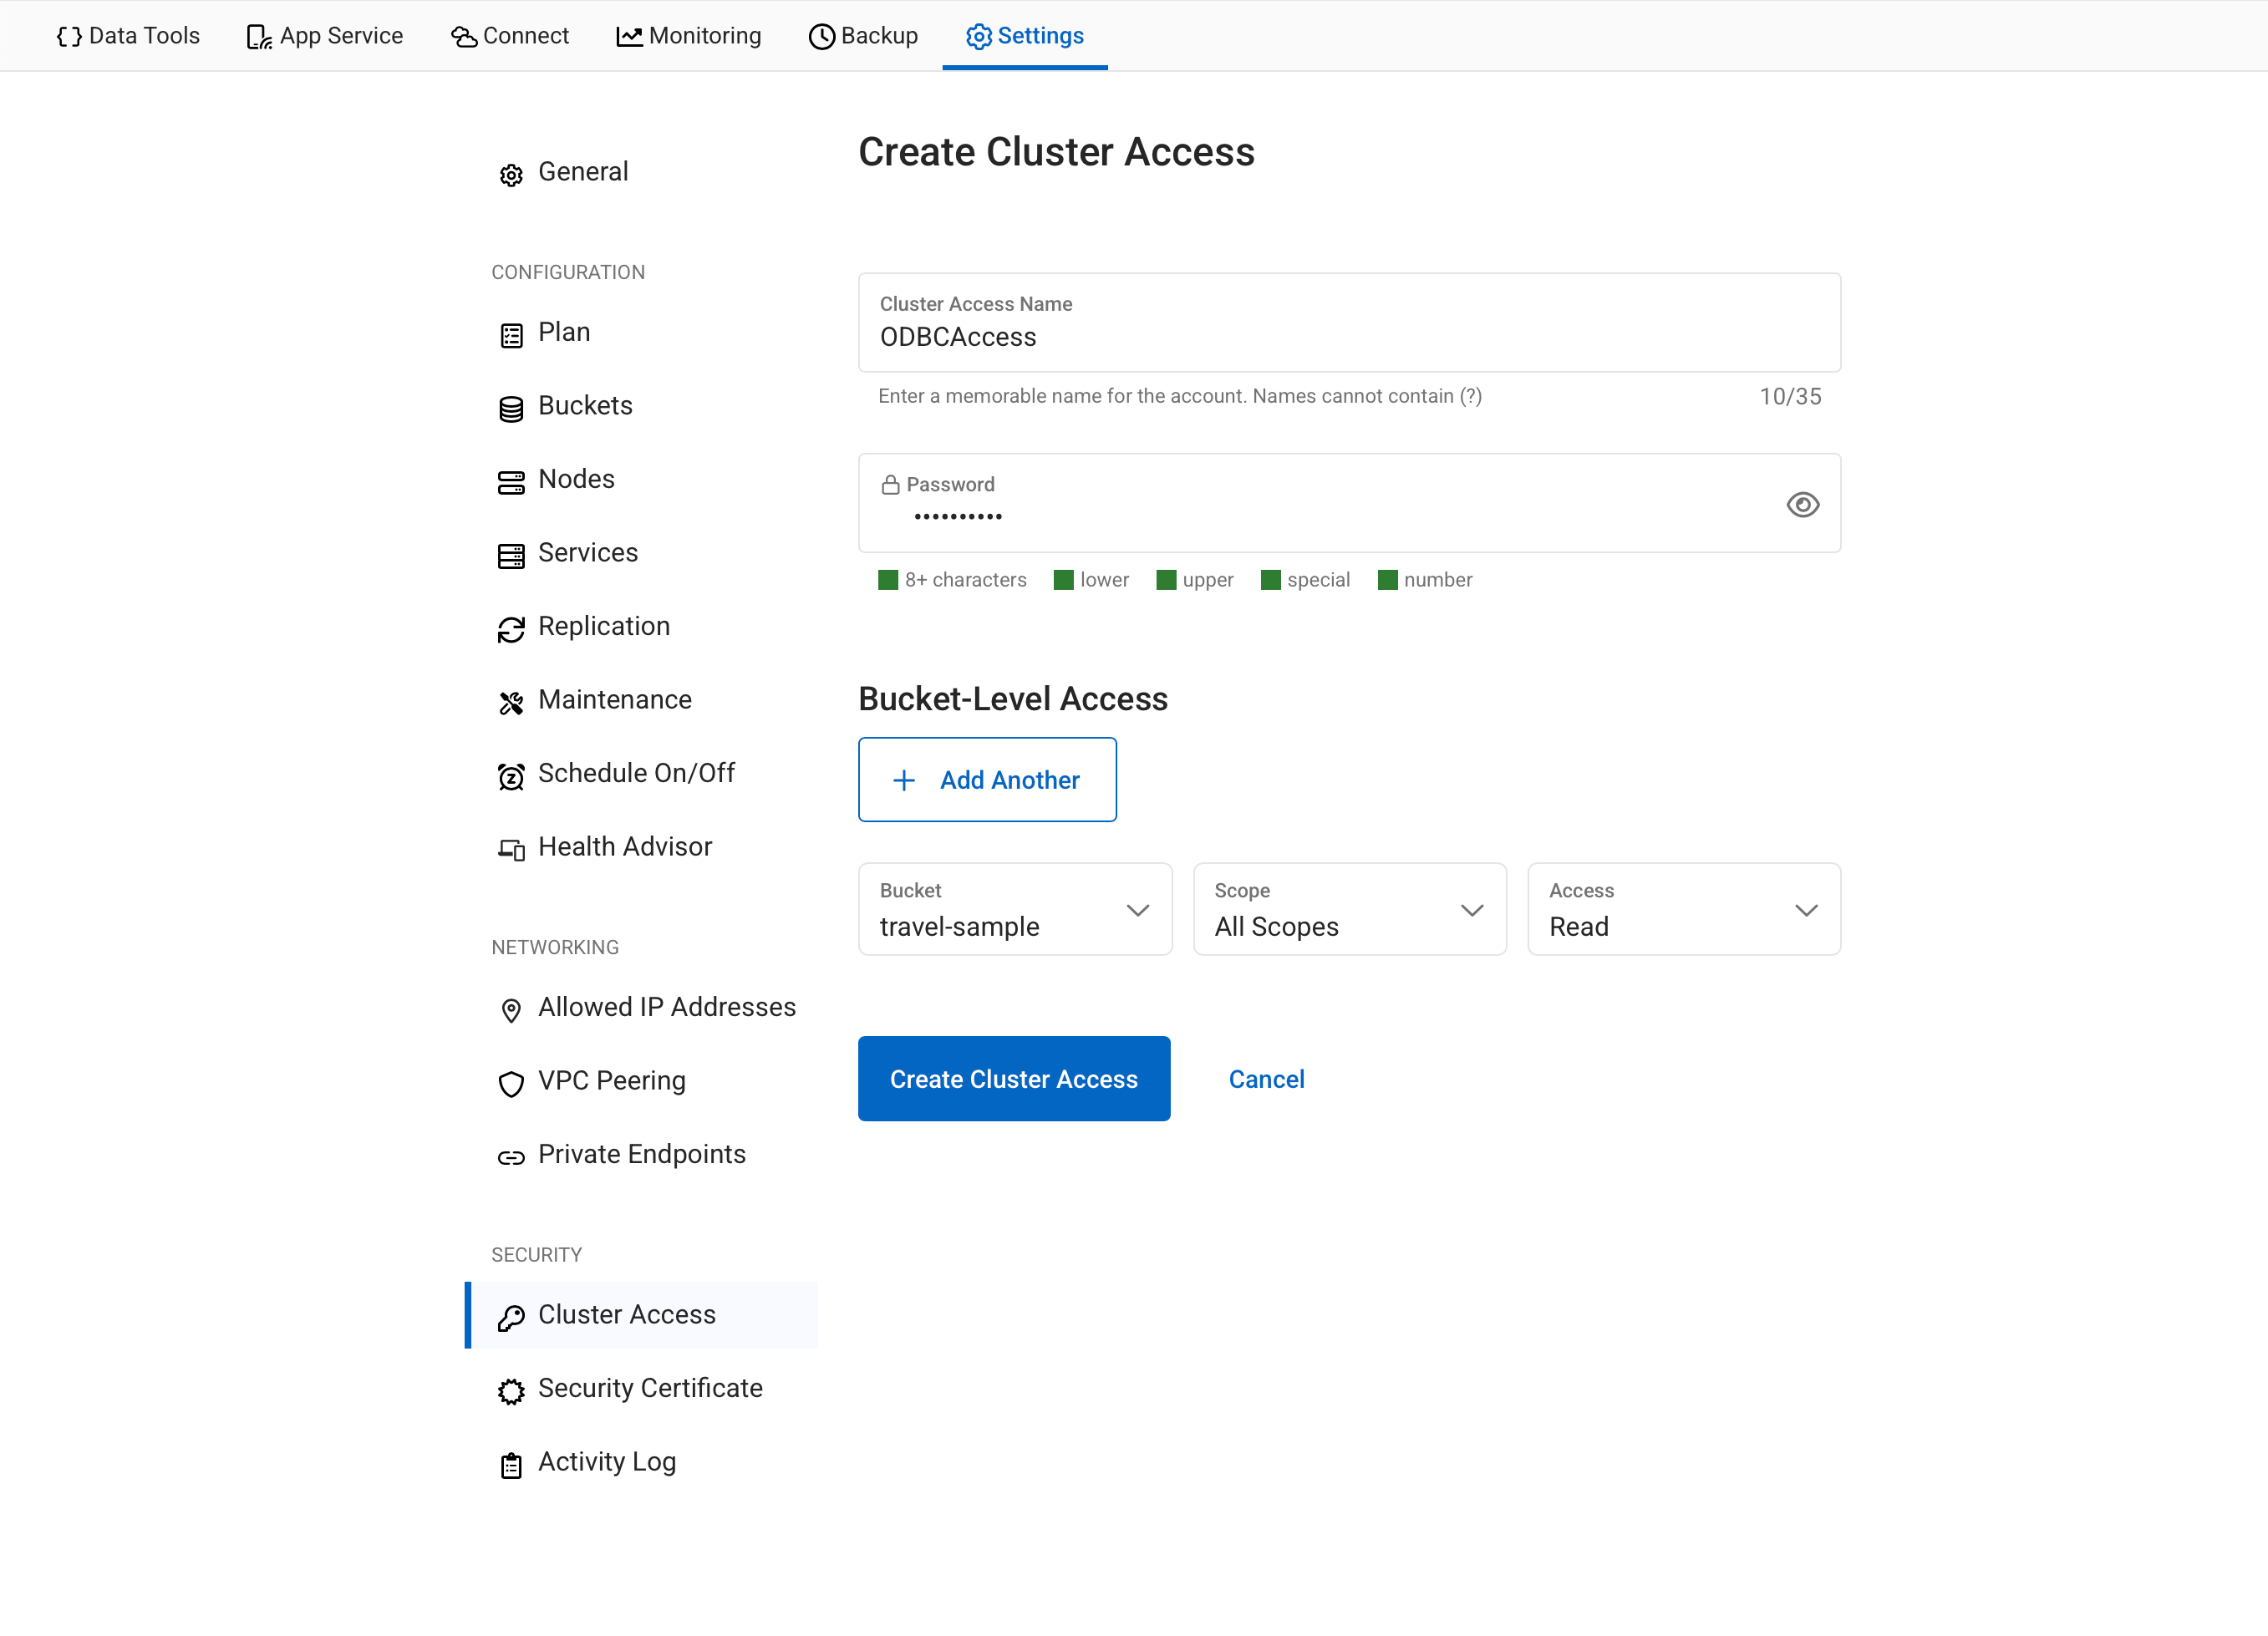 Data Tools
App Service
Connect
Monitoring
Backup
Settings
General
CONFIGURATION
Plan
Buckets
Nodes
Services
Replication
Maintenance
Schedule On/Off
Health Advisor
NETWORKING
Allowed IP Addresses
VPC Peering
Private Endpoints
SECURITY
Cluster Access
Security Certificate
Activity Log
Create Cluster Access
Cluster Access Name
ODBCAccess
Enter a memorable name for the account. Names cannot contain (?)
10/35
Password
••••••••••
8+ characters
lower
upper
special
number
Bucket-Level Access
+ Add Another
Bucket
travel-sample
Scope
All Scopes
Access
Read
Create Cluster Access
Cancel